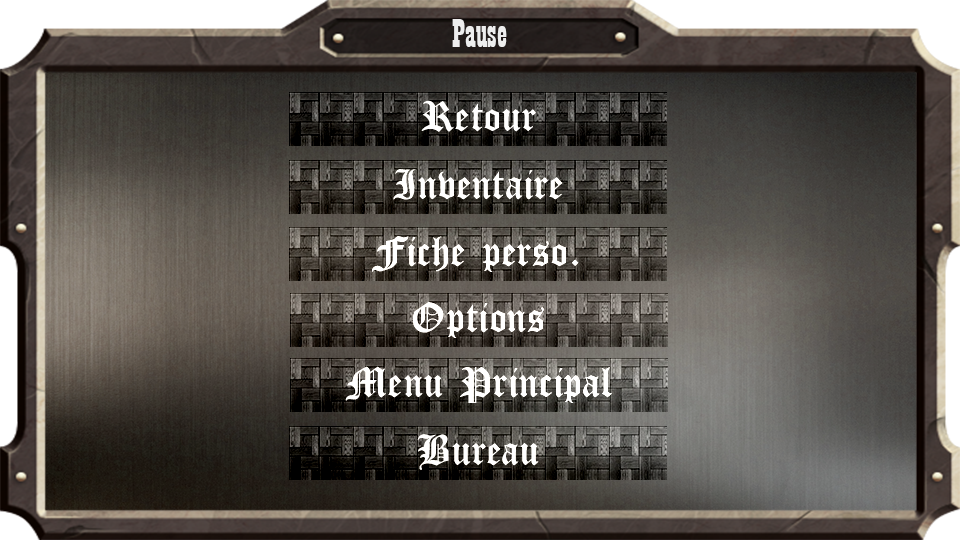 Pause
Retour
Inventaire
Fiche perso.
Options
Menu Principal
Bureau